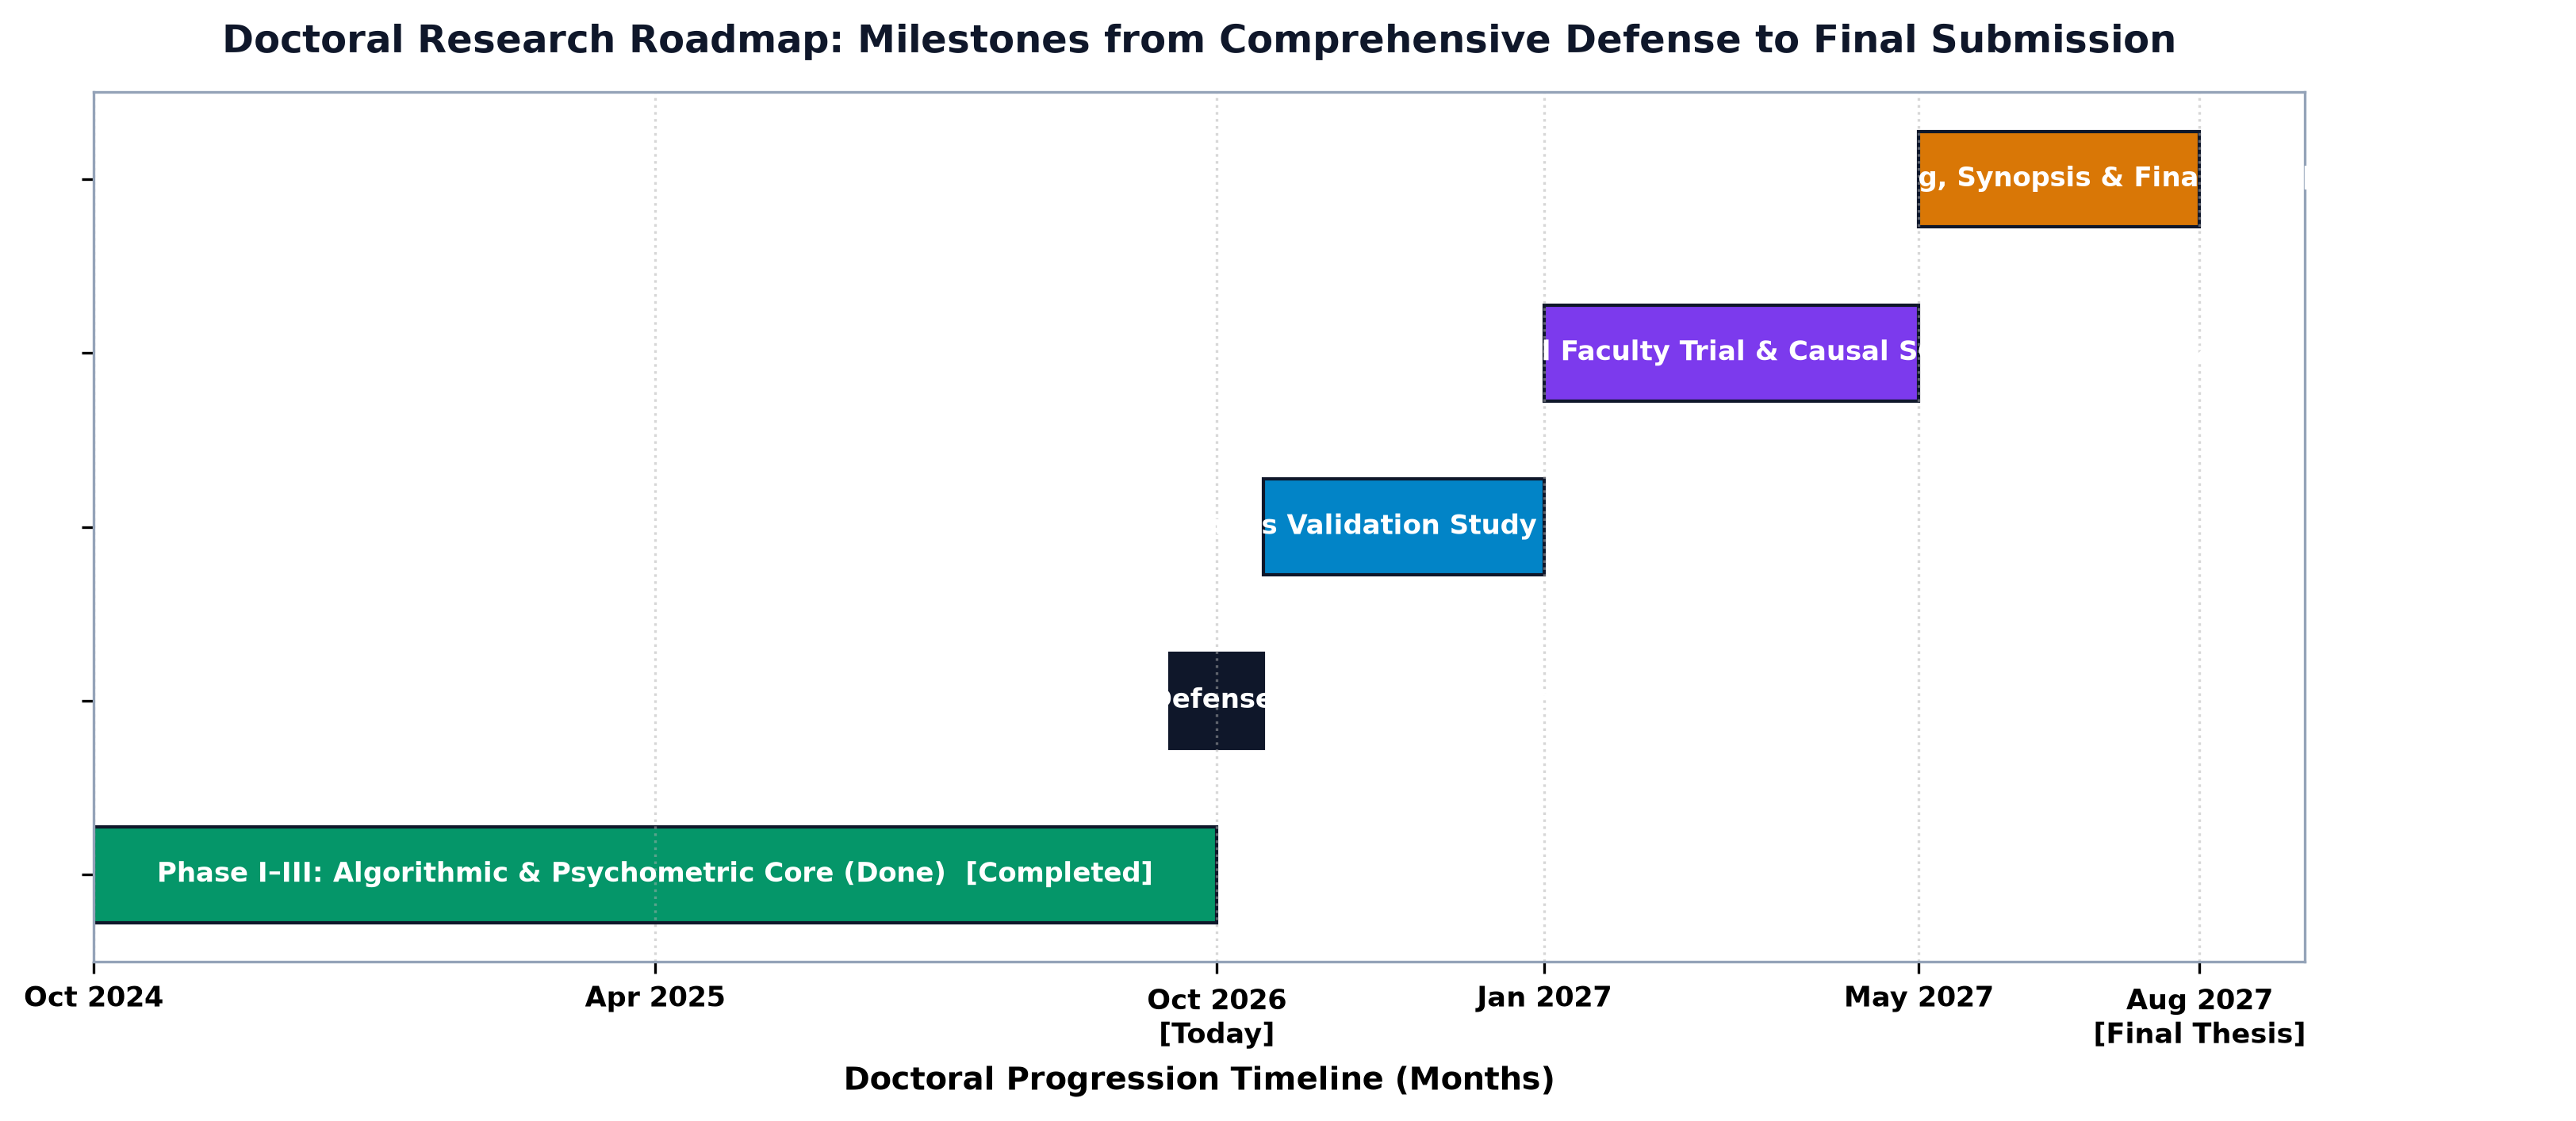 Doctoral Research Roadmap: Milestones from Comprehensive Defense to Final Submission
g, Synopsis & Fina
Faculty Trial & Causal S
s Validation Study
Defense
Phase I–III: Algorithmic & Psychometric Core (Done) [Completed]
Oct 2024
Apr 2025
Oct 2026
[Today]
Jan 2027
May 2027
Aug 2027
[Final Thesis]
Doctoral Progression Timeline (Months)